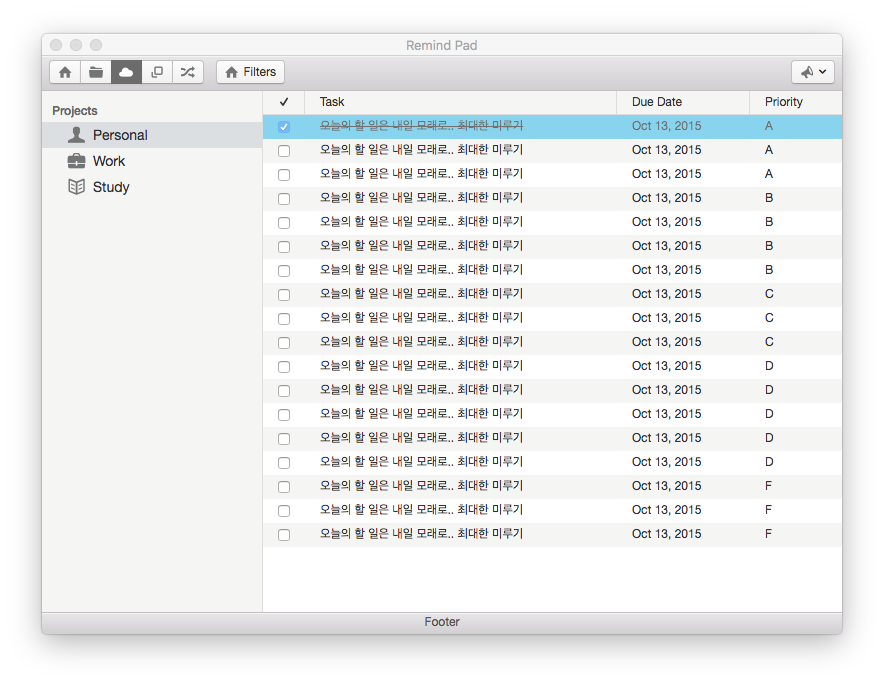 Remind Pad
Filters
Projects
Personal
Work
Study
Task Due Date Priority
오늘의 할 일은 내일 모래로.. 최대한 미루기 Oct 13, 2015 A
오늘의 할 일은 내일 모래로.. 최대한 미루기 Oct 13, 2015 A
오늘의 할 일은 내일 모래로.. 최대한 미루기 Oct 13, 2015 A
오늘의 할 일은 내일 모래로.. 최대한 미루기 Oct 13, 2015 B
오늘의 할 일은 내일 모래로.. 최대한 미루기 Oct 13, 2015 B
오늘의 할 일은 내일 모래로.. 최대한 미루기 Oct 13, 2015 B
오늘의 할 일은 내일 모래로.. 최대한 미루기 Oct 13, 2015 B
오늘의 할 일은 내일 모래로.. 최대한 미루기 Oct 13, 2015 C
오늘의 할 일은 내일 모래로.. 최대한 미루기 Oct 13, 2015 C
오늘의 할 일은 내일 모래로.. 최대한 미루기 Oct 13, 2015 C
오늘의 할 일은 내일 모래로.. 최대한 미루기 Oct 13, 2015 D
오늘의 할 일은 내일 모래로.. 최대한 미루기 Oct 13, 2015 D
오늘의 할 일은 내일 모래로.. 최대한 미루기 Oct 13, 2015 D
오늘의 할 일은 내일 모래로.. 최대한 미루기 Oct 13, 2015 D
오늘의 할 일은 내일 모래로.. 최대한 미루기 Oct 13, 2015 D
오늘의 할 일은 내일 모래로.. 최대한 미루기 Oct 13, 2015 F
오늘의 할 일은 내일 모래로.. 최대한 미루기 Oct 13, 2015 F
오늘의 할 일은 내일 모래로.. 최대한 미루기 Oct 13, 2015 F
Footer